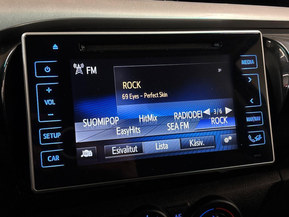 FM
MEDIA
VOL
ROCK
69 Eyes - Perfect Skin
3/6
SUOMIPOP HitMix RADIODEI ROCK
EasyHits SEA FM
SETUP
CAR
Esivalitut Lista Käsiv.